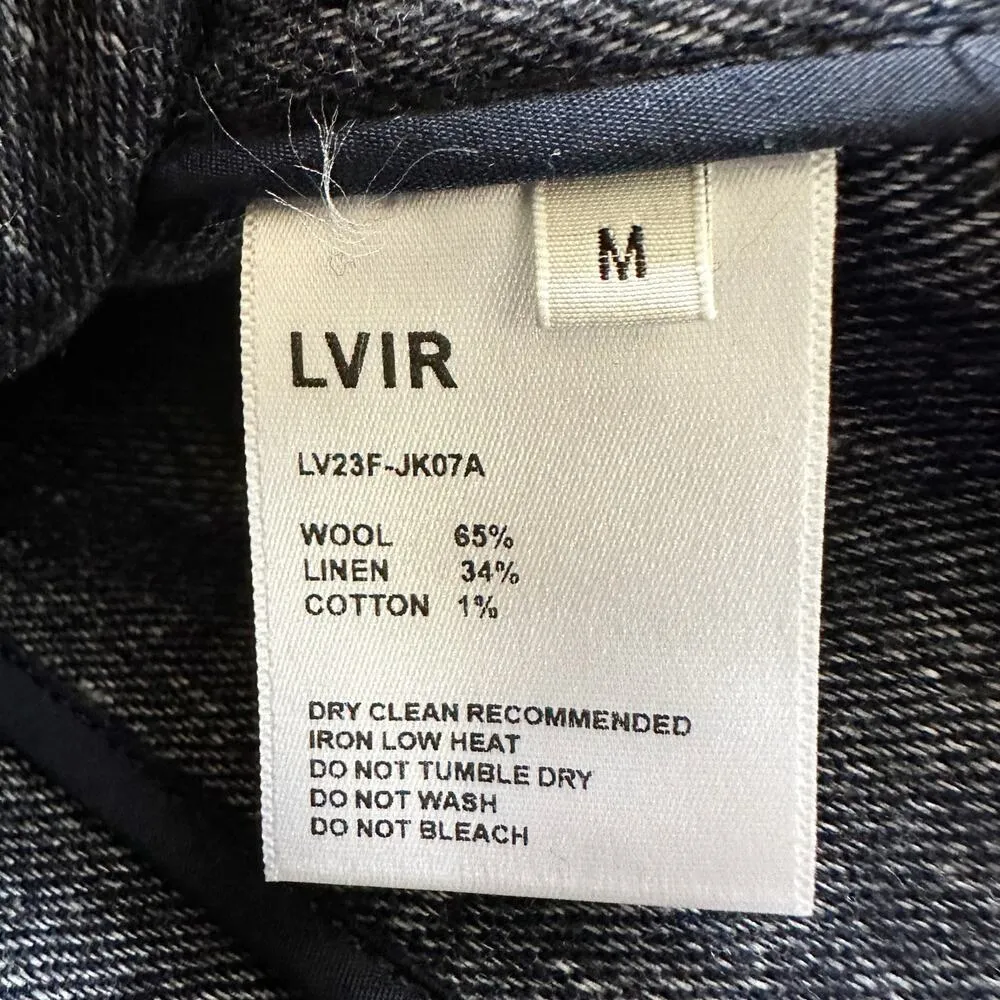 M
LVIR
LV23F-JK07A
WOOL 65%
LINEN 34%
COTTON 1%
DRY CLEAN RECOMMENDED
IRON LOW HEAT
DO NOT TUMBLE DRY
DO NOT WASH
DO NOT BLEACH